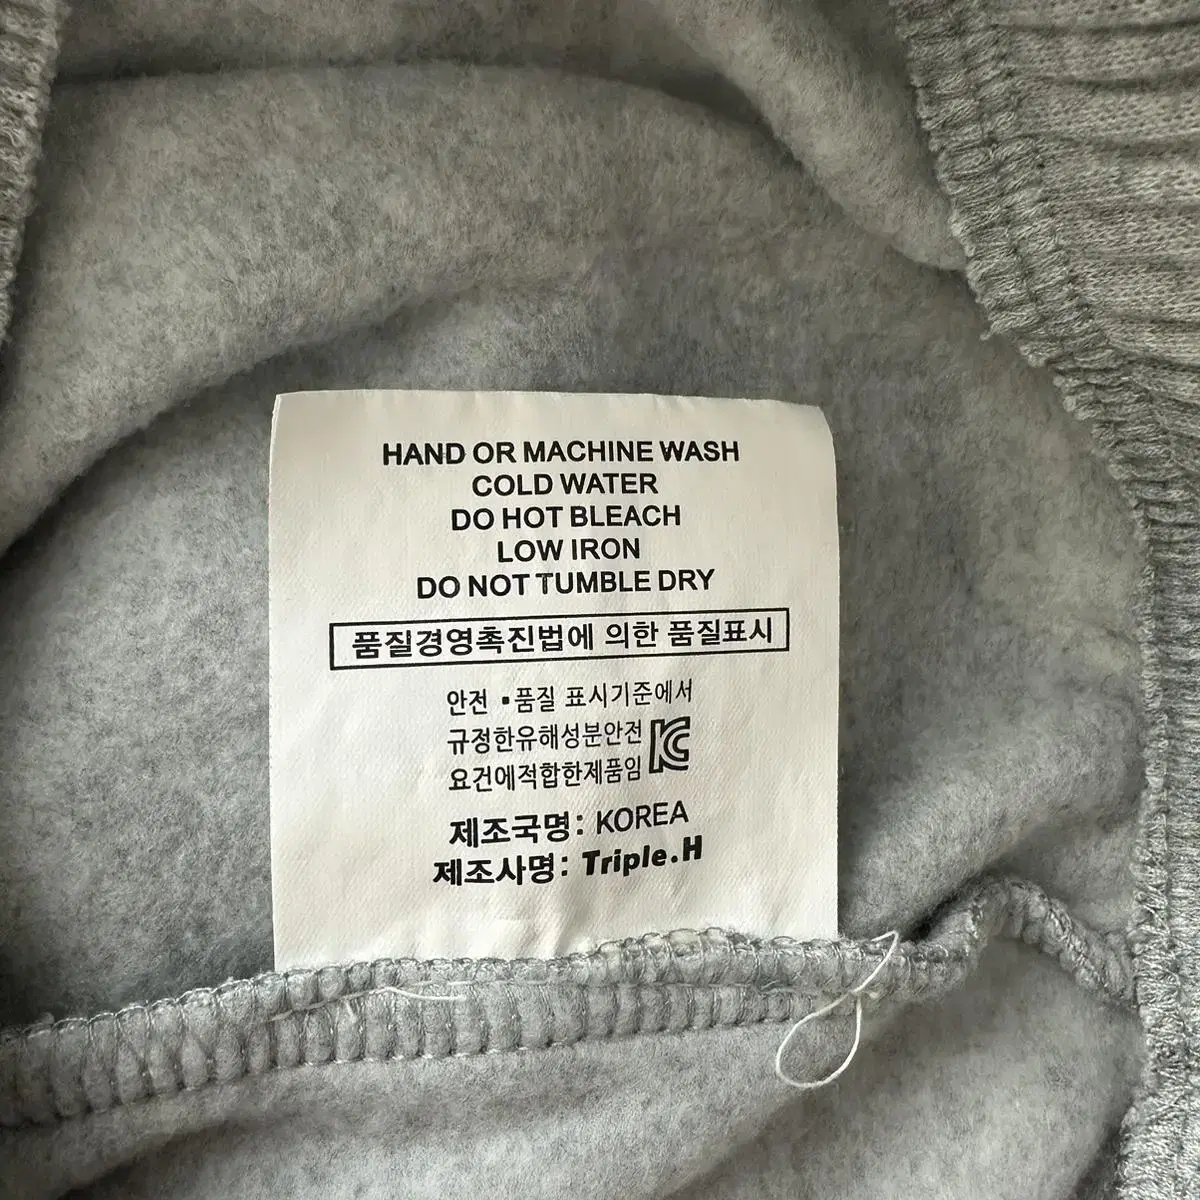 HAND OR MACHINE WASH
COLD WATER
DO HOT BLEACH
LOW IRON
DO NOT TUMBLE DRY
품질경영촉진법에 의한 품질표시
안전 ▪품질 표시기준에서
규정한유해성분안전
요건에적합한제품임
KC
제조국명: KOREA
제조사명: Triple.H